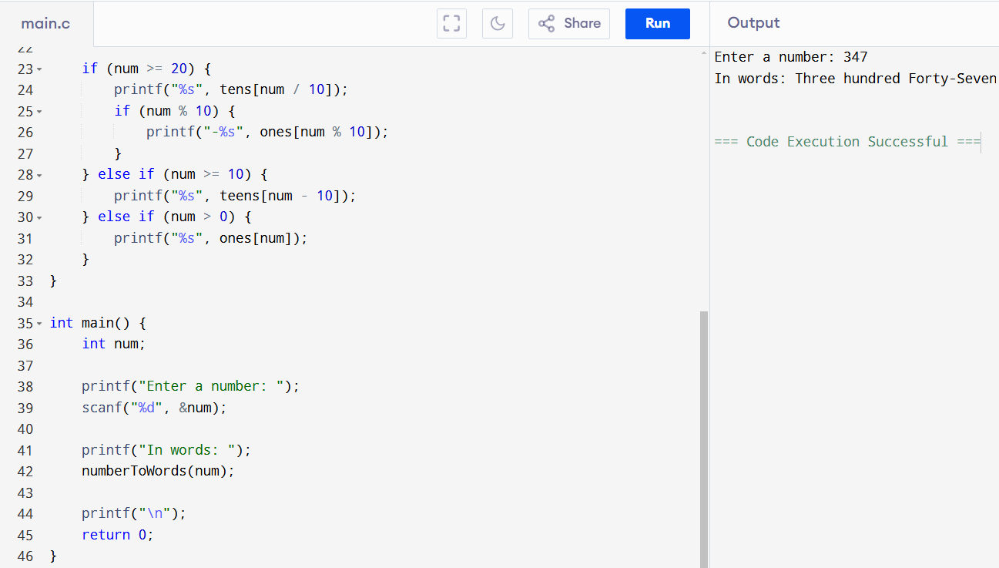 main.c
Share
Run
Output
22
23 if (num >= 20) {
24 printf("%s", tens[num / 10]);
25 if (num % 10) {
26 printf("-%s", ones[num % 10]);
27 }
28 } else if (num >= 10) {
29 printf("%s", teens[num - 10]);
30 } else if (num > 0) {
31 printf("%s", ones[num]);
32 }
33 }
34
35 int main() {
36 int num;
37
38 printf("Enter a number: ");
39 scanf("%d", &num);
40
41 printf("In words: ");
42 numberToWords(num);
43
44 printf("\n");
45 return 0;
46 }
Enter a number: 347
In words: Three hundred Forty-Seven
=== Code Execution Successful ===